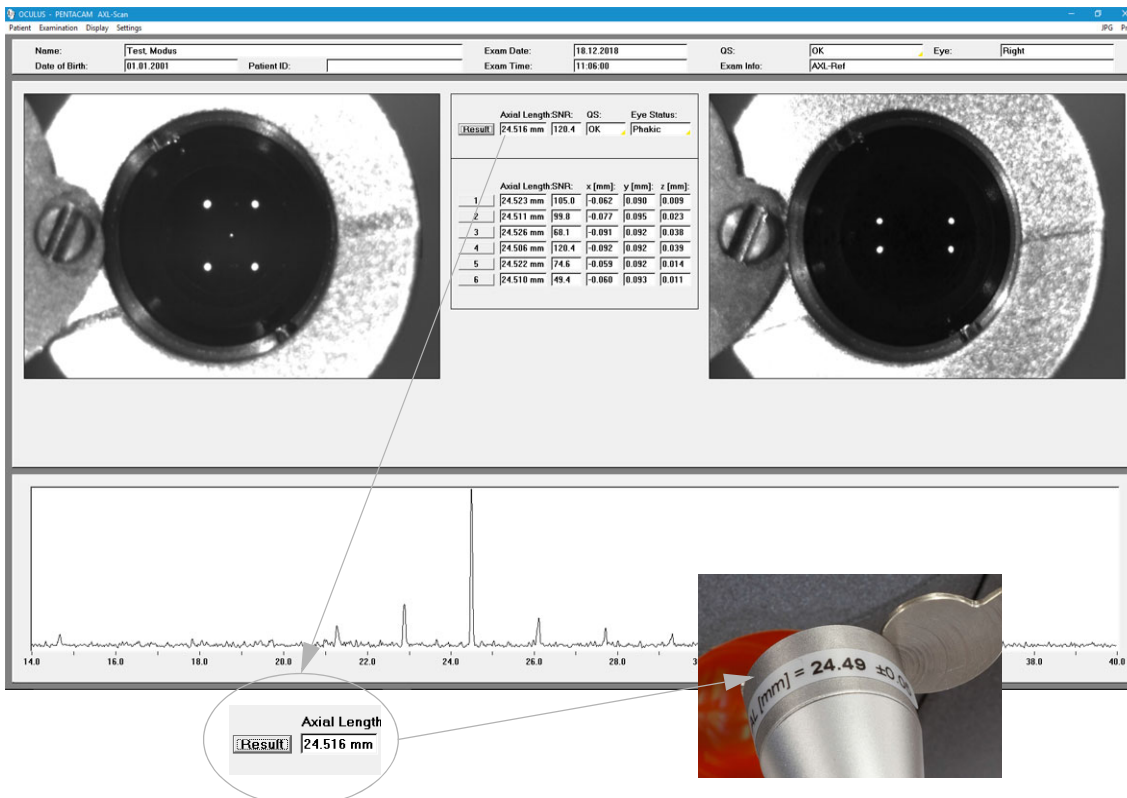 OCULUS - PENTACAM AXL-Scan
Patient Examination Display Settings JPG
Name: Test, Modus Exam Date: 18.12.2018 QS: OK Eye: Right
Date of Birth: 01.01.2001 Patient ID: Exam Time: 11:06:00 Exam Info: AXL-Ref
Axial Length: SNR: QS: Eye Status:
Result 24.516 mm 120.4 OK Phakic
Axial Length: SNR: x [mm]: y [mm]: z [mm]:
1 24.523 mm 105.0 -0.062 0.090 0.009
2 24.511 mm 99.8 -0.077 0.095 0.023
3 24.526 mm 68.1 -0.091 0.092 0.038
4 24.506 mm 120.4 -0.092 0.092 0.039
5 24.522 mm 74.6 -0.059 0.092 0.014
6 24.510 mm 49.4 -0.060 0.093 0.011
14.0 16.0 18.0 20.0 22.0 24.0 26.0 28.0 38.0 40.0
[mm] = 24.49
Axial Length
Result 24.516 mm